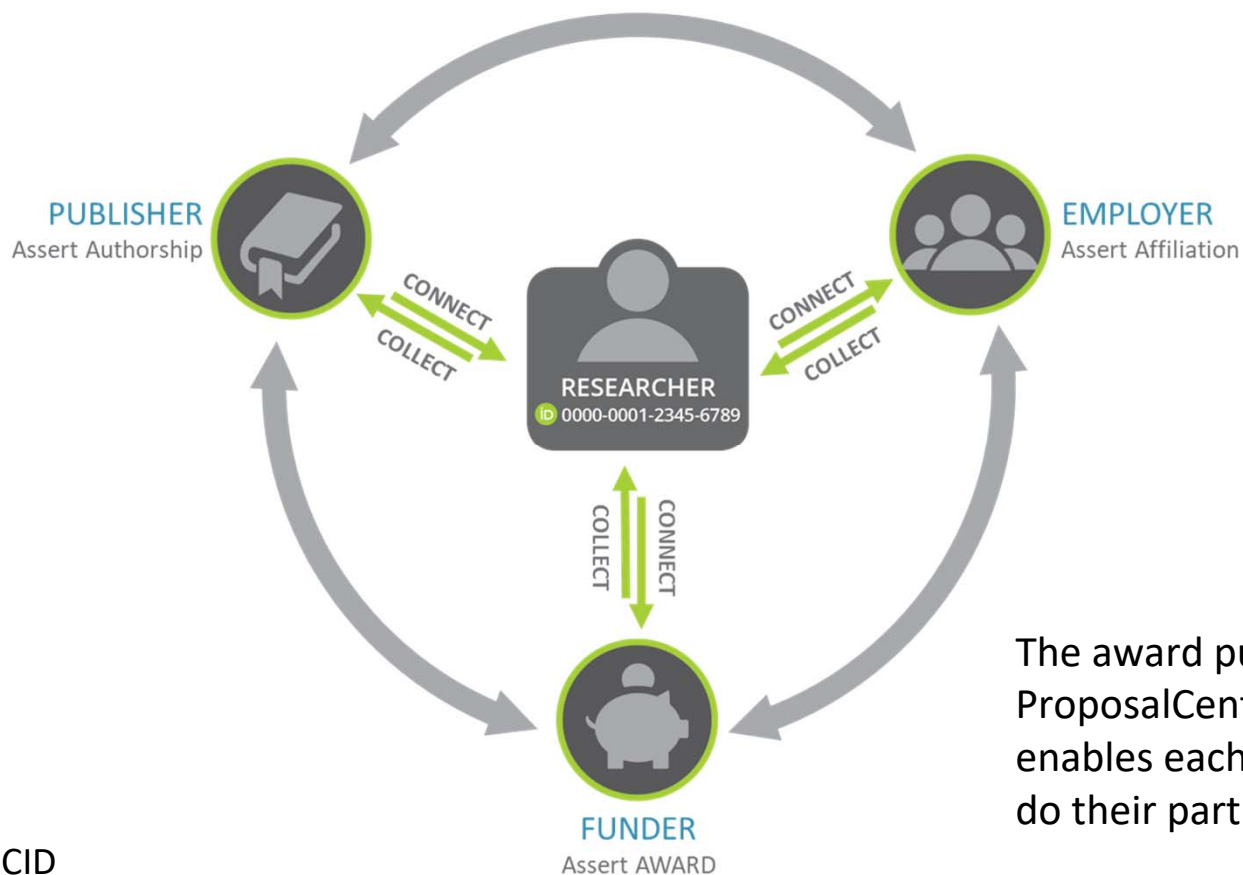 PUBLISHER
Assert Authorship
EMPLOYER
Assert Affiliation
CONNECT
COLLECT
CONNECT
COLLECT
RESEARCHER
iD 0000-0001-2345-6789
COLLECT
CONNECT
FUNDER
Assert AWARD
The award pu
ProposalCent
enables each
do their part
CID